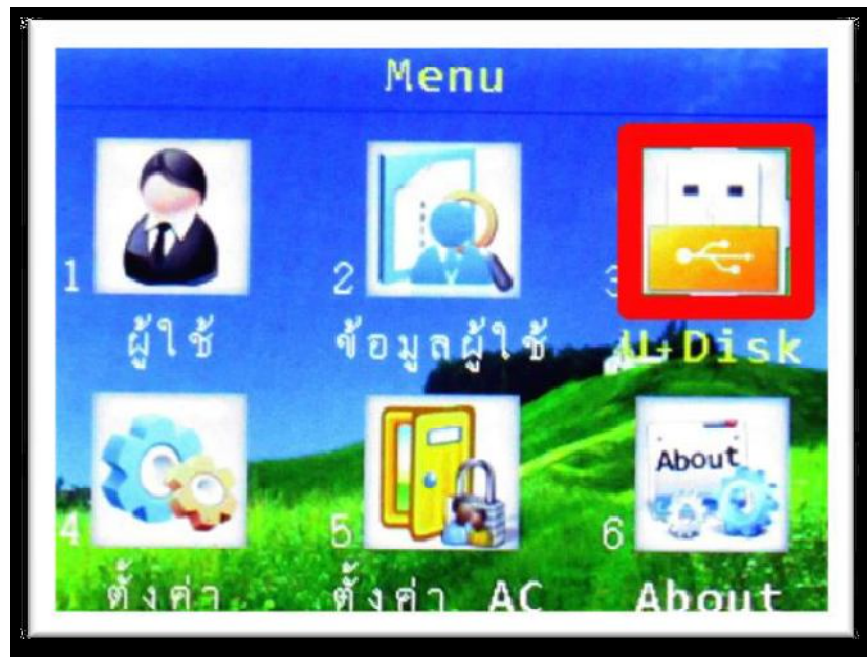 Menu
1
2
3
ผู้ใช้
ข้อมูลผู้ใช้
U+Disk
About
4
5
6
ตั้งค่า
ตั้งค่า AC
About